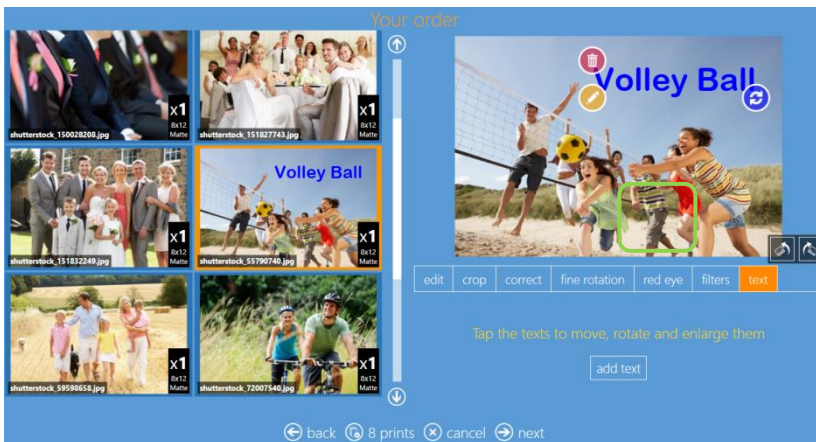 Your order
x1
8x12
Matte
shutterstock_150028208.jpg
x1
8x12
Matte
shutterstock_151827743.jpg
x1
8x12
Matte
shutterstock_151832249.jpg
Volley Ball
x1
8x12
Matte
shutterstock_55790740.jpg
x1
8x12
Matte
shutterstock_59598658.jpg
x1
8x12
Matte
shutterstock_72007540.jpg
Volley Ball
edit crop correct fine rotation red eye filters text
Tap the texts to move, rotate and enlarge them
add text
back 8 prints cancel next